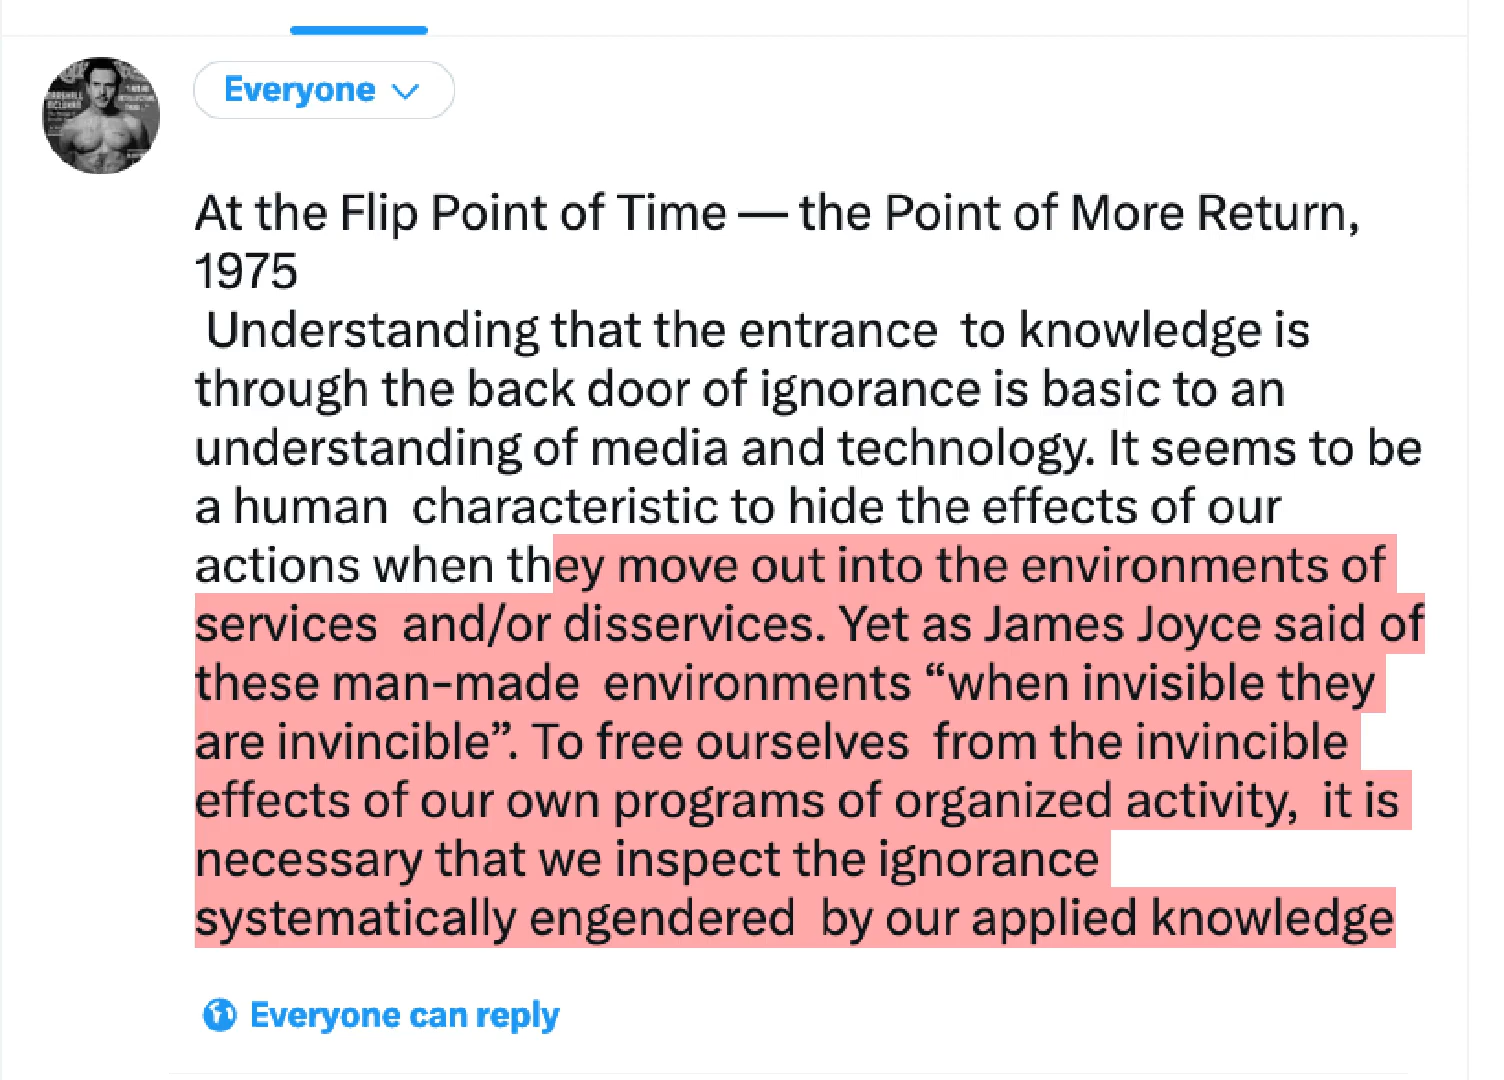 Everyone
At the Flip Point of Time — the Point of More Return,
1975
Understanding that the entrance  to knowledge is
through the back door of ignorance is basic to an
understanding of media and technology. It seems to be
a human  characteristic to hide the effects of our
actions when they move out into the environments of
services  and/or disservices. Yet as James Joyce said of
these man-made  environments “when invisible they
are invincible”. To free ourselves  from the invincible
effects of our own programs of organized activity,  it is
necessary that we inspect the ignorance
systematically engendered  by our applied knowledge
Everyone can reply